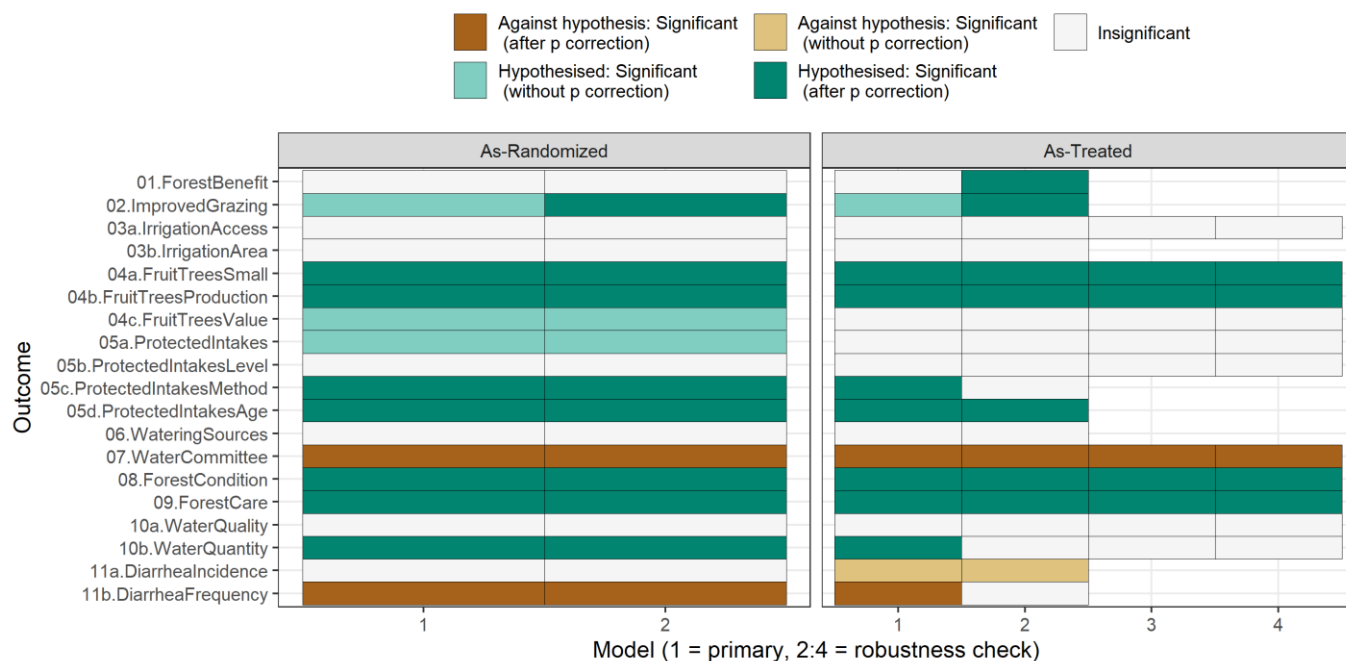 Against hypothesis: Significant
(after p correction)
Against hypothesis: Significant
(without p correction)
Insignificant
Hypothesised: Significant
(without p correction)
Hypothesised: Significant
(after p correction)
As-Randomized
As-Treated
Outcome
01.ForestBenefit
02.ImprovedGrazing
03a.IrrigationAccess
03b.IrrigationArea
04a.FruitTreesSmall
04b.FruitTreesProduction
04c.FruitTreesValue
05a.ProtectedIntakes
05b.ProtectedIntakesLevel
05c.ProtectedIntakesMethod
05d.ProtectedIntakesAge
06.WateringSources
07.WaterCommittee
08.ForestCondition
09.ForestCare
10a.WaterQuality
10b.WaterQuantity
11a.DiarrheaIncidence
11b.DiarrheaFrequency
1 2 1 2 3 4
Model (1 = primary, 2:4 = robustness check)